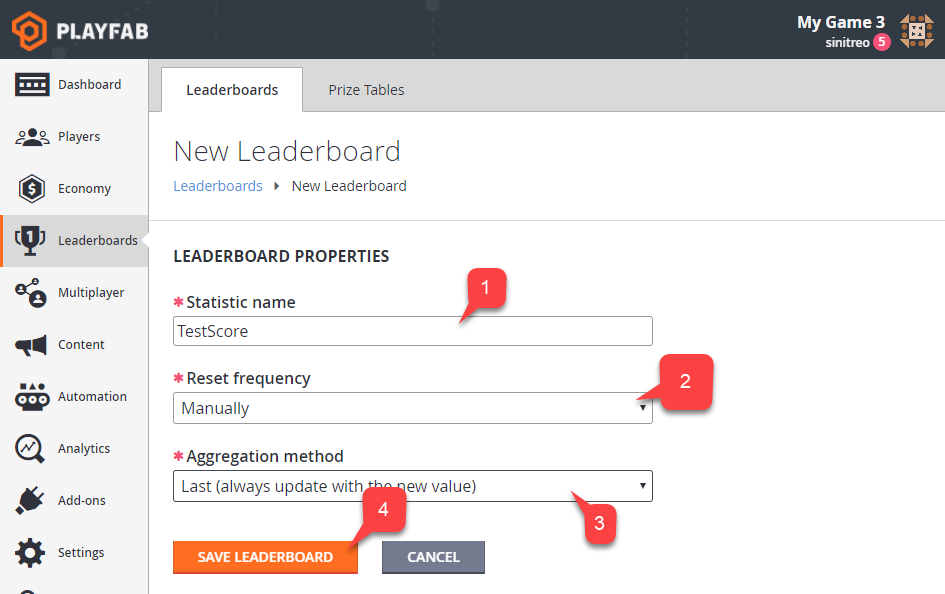 PLAYFAB
My Game 3
sinitreo 5
Dashboard
Players
Economy
Leaderboards
Multiplayer
Content
Automation
Analytics
Add-ons
Settings
Leaderboards Prize Tables
New Leaderboard
Leaderboards New Leaderboard
LEADERBOARD PROPERTIES
1
* Statistic name
TestScore
* Reset frequency
2
Manually
* Aggregation method
Last (always update with the new value)
4
3
SAVE LEADERBOARD CANCEL